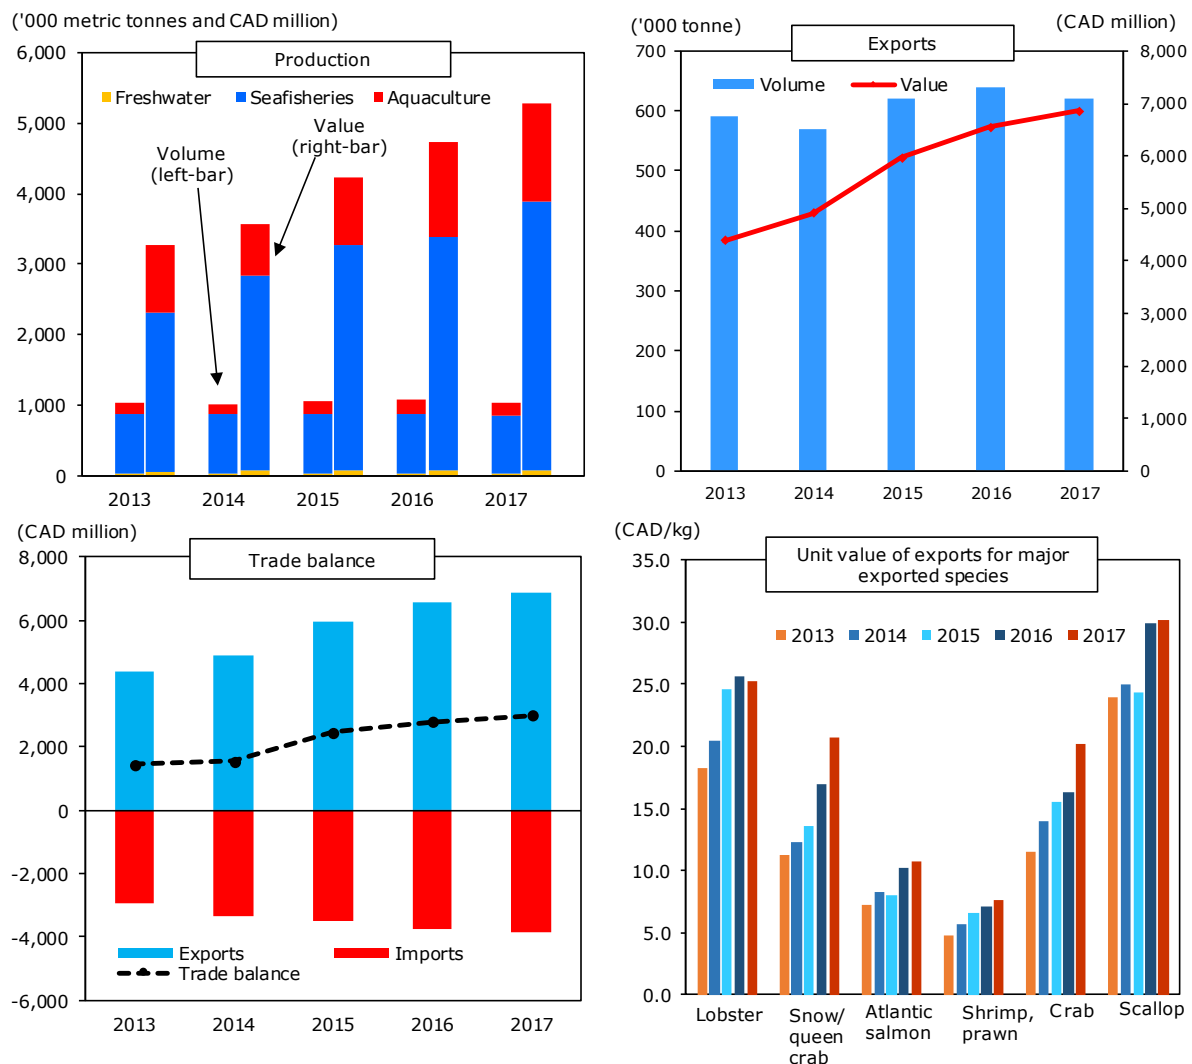 ('000 metric tonnes and CAD million)
Production
6,000
5,000
4,000
3,000
2,000
1,000
0
Freshwater Seafisheries Aquaculture
Volume
(left-bar)
Value
(right-bar)
2013 2014 2015 2016 2017
('000 tonne)
(CAD million)
Exports
Volume Value
700
600
500
400
300
200
100
0
8,000
7,000
6,000
5,000
4,000
3,000
2,000
1,000
0
2013 2014 2015 2016 2017
(CAD million)
Trade balance
8,000
6,000
4,000
2,000
0
-2,000
-4,000
-6,000
Exports Imports
Trade balance
2013 2014 2015 2016 2017
(CAD/kg)
Unit value of exports for major
exported species
35.0
30.0
25.0
20.0
15.0
10.0
5.0
0.0
2013 2014 2015 2016 2017
Lobster
Snow/
queen
crab
Atlantic
salmon
Shrimp,
prawn
Crab
Scallop